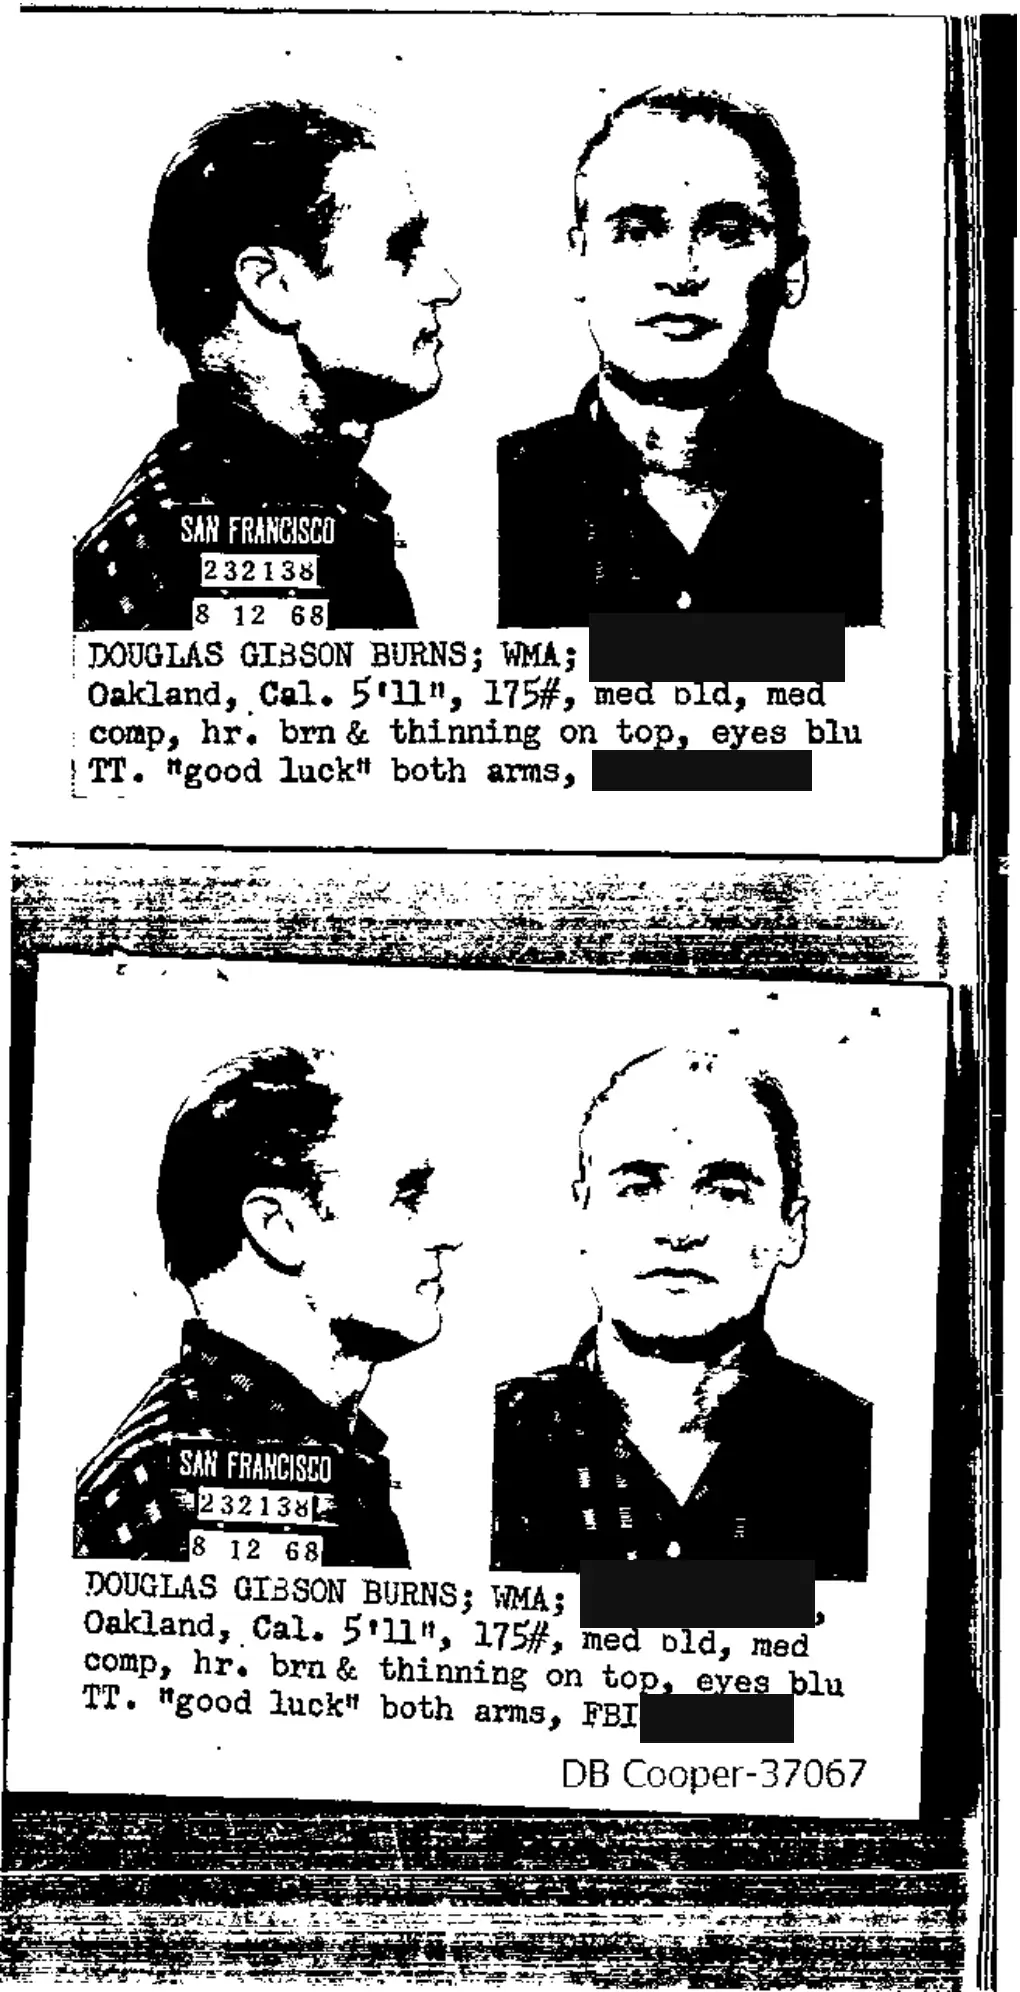 SAN FRANCISCO
232138
8 12 68
DOUGLAS GIBSON BURNS; WMA;
Oakland, Cal. 5'11", 175#, med bld, med
comp, hr. brn & thinning on top, eyes blu
TT. "good luck" both arms,
SAN FRANCISCO
232138
8 12 68
DOUGLAS GIBSON BURNS; WMA; ,
Oakland, Cal. 5'11", 175#, med bld, med
comp, hr. brn & thinning on top, eyes blu
TT. "good luck" both arms, FBI
DB Cooper-37067